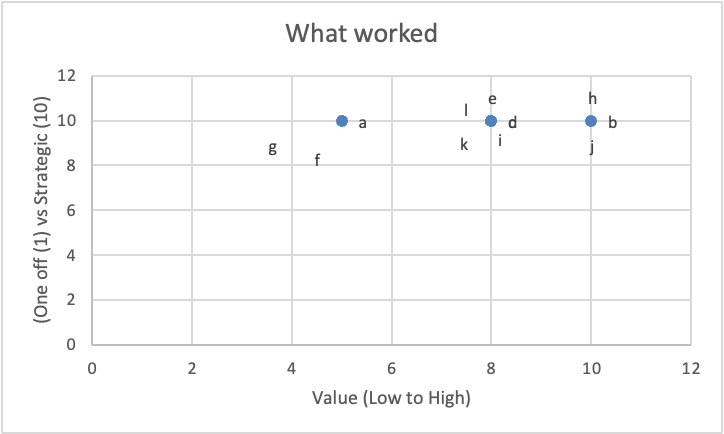 What worked
12
10
8
6
4
2
0
(One off (1) vs Strategic (10)
h
e
l
a
d
b
i
k
j
g
f
0 2 4 6 8 10 12
Value (Low to High)